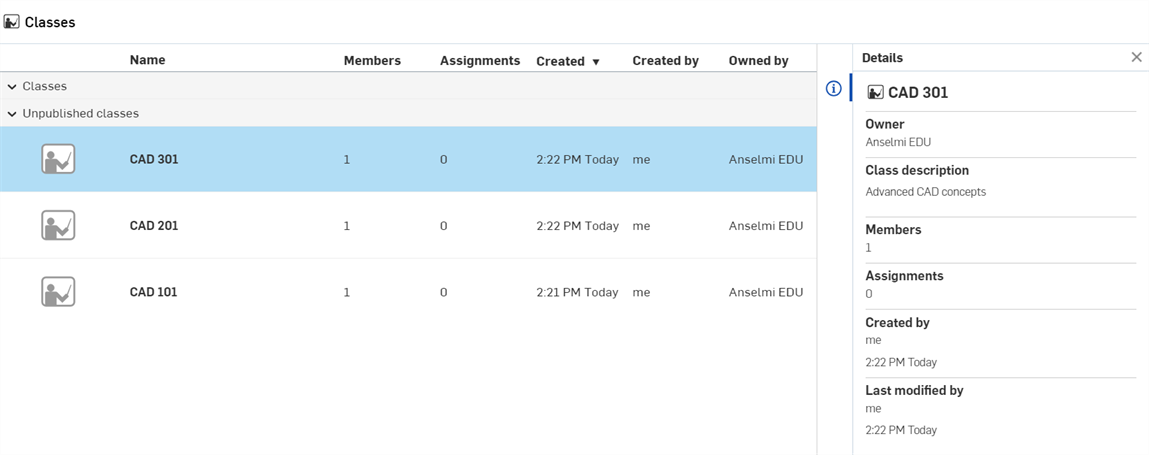 Classes
Name Members Assignments Created ▼ Created by Owned by
Classes
Unpublished classes
CAD 301 1 0 2:22 PM Today me Anselmi EDU
CAD 201 1 0 2:22 PM Today me Anselmi EDU
CAD 101 1 0 2:21 PM Today me Anselmi EDU
Details
CAD 301
Owner
Anselmi EDU
Class description
Advanced CAD concepts
Members
1
Assignments
0
Created by
me
2:22 PM Today
Last modified by
me
2:22 PM Today